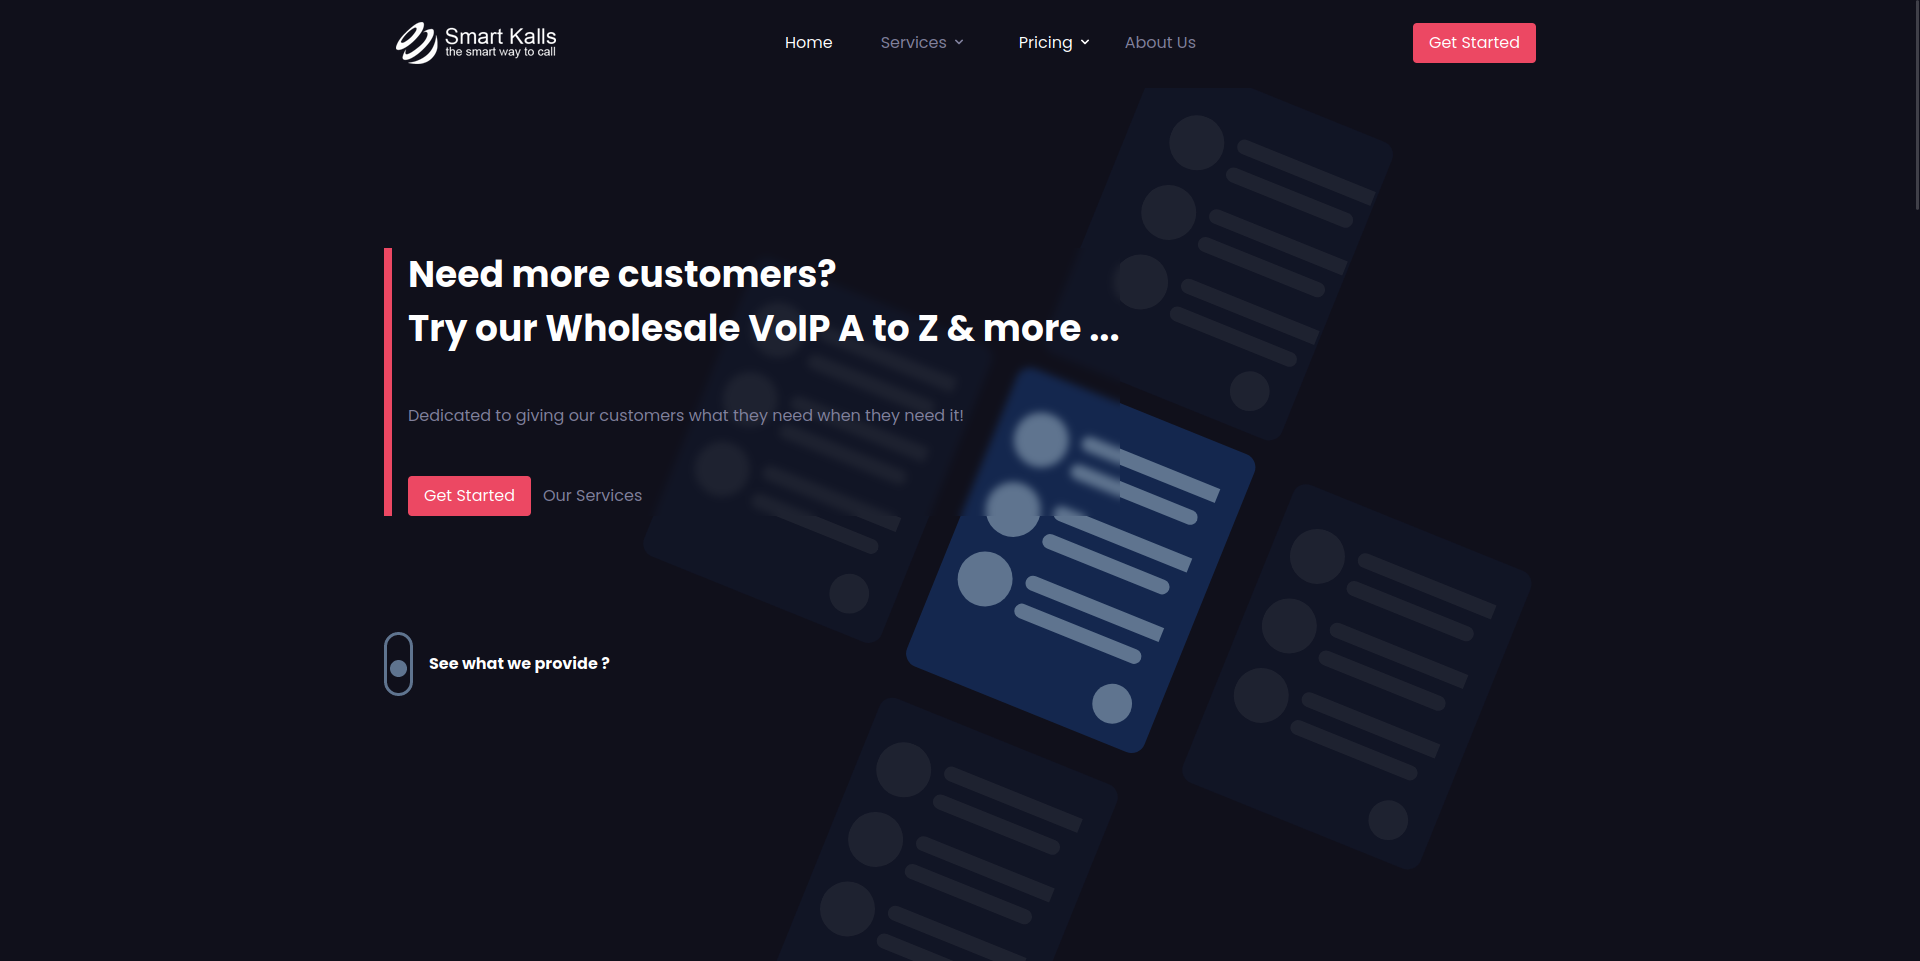 Smart Kalls
the smart way to call
Home
Services
Pricing
About Us
Get Started
Need more customers?
Try our Wholesale VoIP A to Z & more ...
Dedicated to giving our customers what they need when they need it!
Get Started
Our Services
See what we provide ?